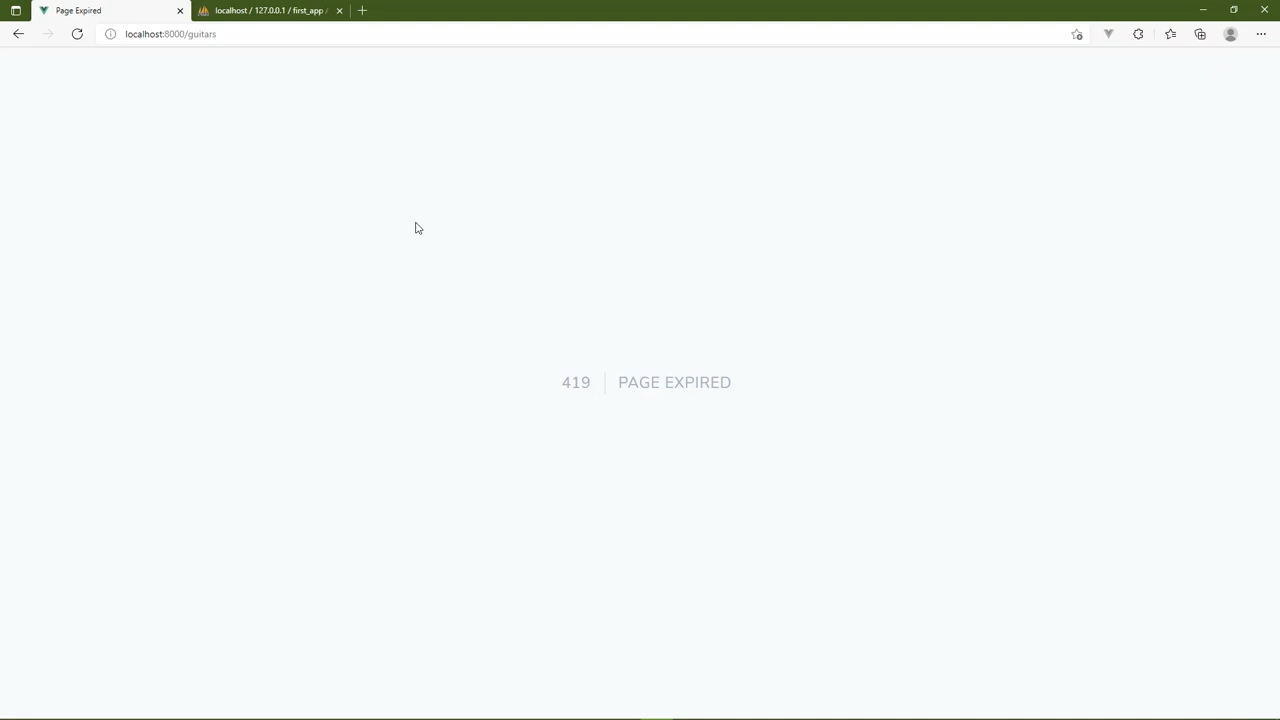 Page Expired
localhost / 127.0.0.1 / first_app /
localhost:8000/guitars
419
PAGE EXPIRED